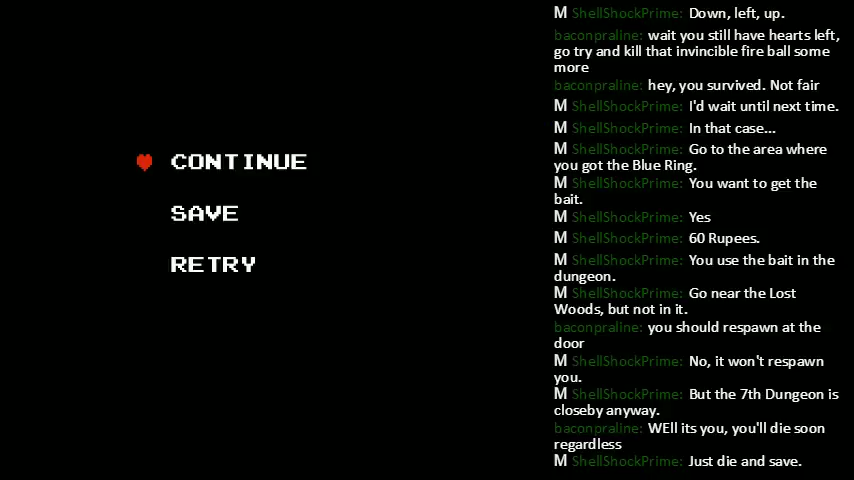 CONTINUE
SAVE
RETRY
M ShellShockPrime: Down, left, up.
baconpraline: wait you still have hearts left,
go try and kill that invincible fire ball some
more
baconpraline: hey, you survived. Not fair
M ShellShockPrime: I'd wait until next time.
M ShellShockPrime: In that case...
M ShellShockPrime: Go to the area where
you got the Blue Ring.
M ShellShockPrime: You want to get the
bait.
M ShellShockPrime: Yes
M ShellShockPrime: 60 Rupees.
M ShellShockPrime: You use the bait in the
dungeon.
M ShellShockPrime: Go near the Lost
Woods, but not in it.
baconpraline: you should respawn at the
door
M ShellShockPrime: No, it won't respawn
you.
M ShellShockPrime: But the 7th Dungeon is
closeby anyway.
baconpraline: WEll its you, you'll die soon
regardless
M ShellShockPrime: Just die and save.